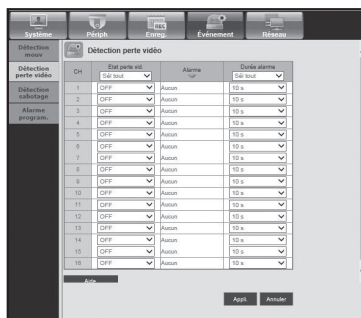 Système Périph Enreg. Événement Réseau
Détection mouv
Détection perte vidéo
Détection sabotage
Alarme program.
Détection perte vidéo
CH Etat perte vid. Alarme Durée alarme
Sél tout Sél tout
1 OFF Aucun 10 s
2 OFF Aucun 10 s
3 OFF Aucun 10 s
4 OFF Aucun 10 s
5 OFF Aucun 10 s
6 OFF Aucun 10 s
7 OFF Aucun 10 s
8 OFF Aucun 10 s
9 OFF Aucun 10 s
10 OFF Aucun 10 s
11 OFF Aucun 10 s
12 OFF Aucun 10 s
13 OFF Aucun 10 s
14 OFF Aucun 10 s
15 OFF Aucun 10 s
16 OFF Aucun 10 s
Aide
Appli. Annuler